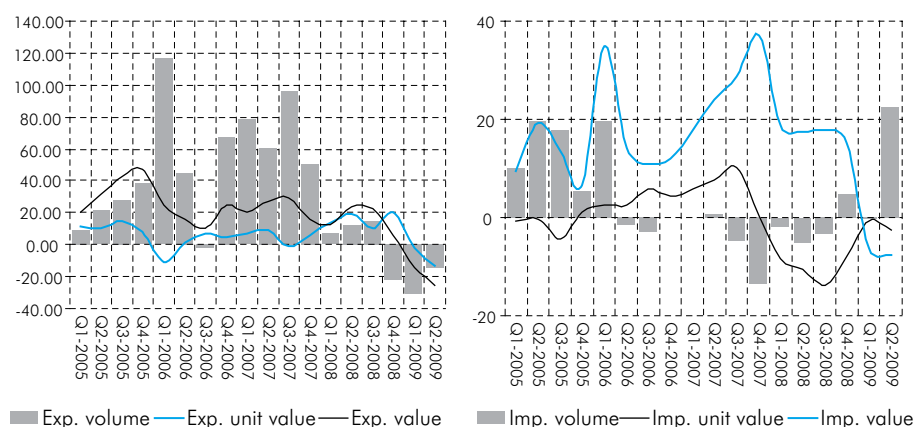 140.00
120.00
100.00
80.00
60.00
40.00
20.00
0.00
-20.00
-40.00
Q1-2005
Q2-2005
Q3-2005
Q4-2005
Q1-2006
Q2-2006
Q3-2006
Q4-2006
Q1-2007
Q2-2007
Q3-2007
Q4-2007
Q1-2008
Q2-2008
Q3-2008
Q4-2008
Q1-2009
Q2-2009
Exp. volume
Exp. unit value
Exp. value
40
20
0
-20
Q1-2005
Q2-2005
Q3-2005
Q4-2005
Q1-2006
Q2-2006
Q3-2006
Q4-2006
Q1-2007
Q2-2007
Q3-2007
Q4-2007
Q1-2008
Q2-2008
Q3-2008
Q4-2008
Q1-2009
Q2-2009
Imp. volume
Imp. unit value
Imp. value